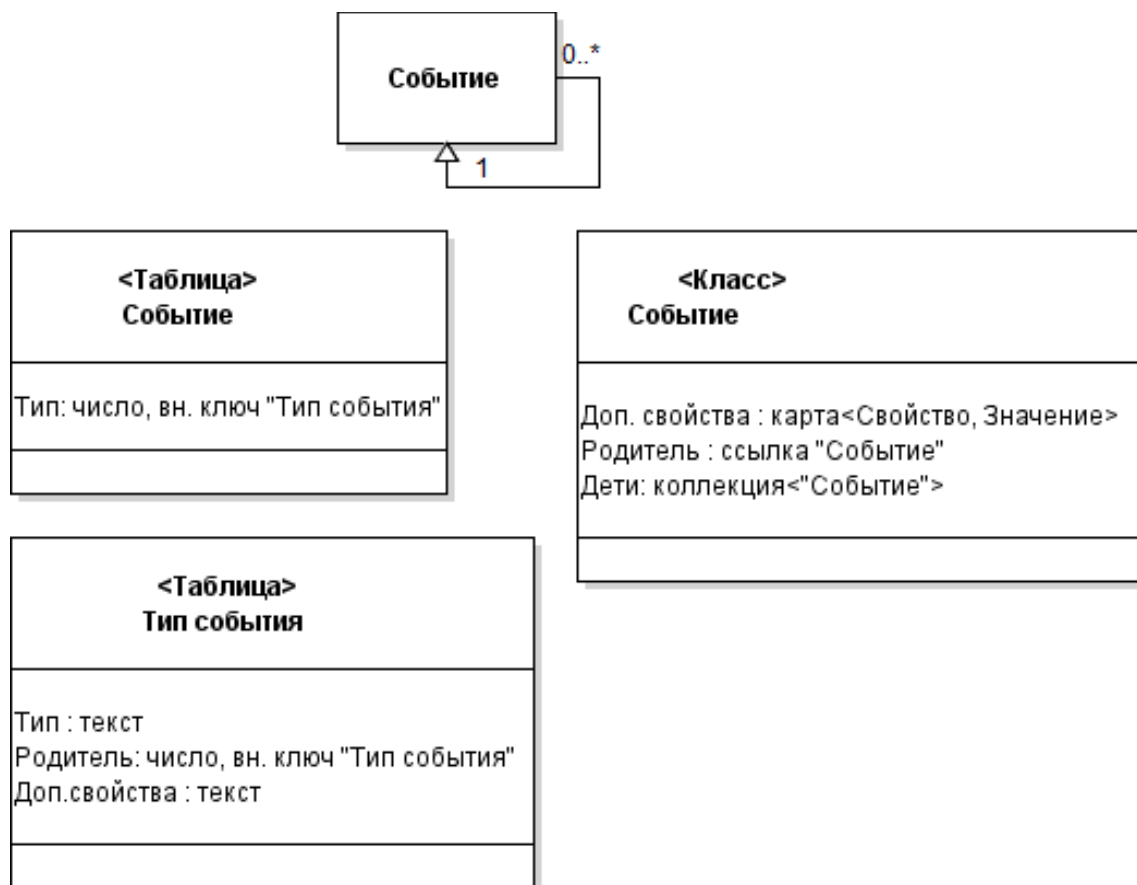 0..*
Событие
1
<Таблица>
Событие
Тип: число, вн. ключ "Тип события"
<Класс>
Событие
Доп. свойства : карта<Свойство, Значение>
Родитель : ссылка "Событие"
Дети: коллекция<"Событие">
<Таблица>
Тип события
Тип : текст
Родитель: число, вн. ключ "Тип события"
Доп.свойства : текст